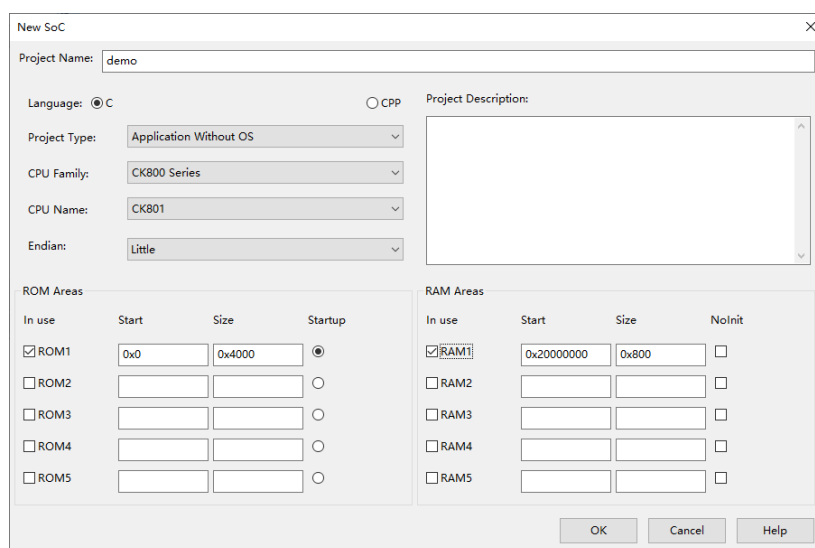 New SoC
Project Name: demo
Language: C CPP
Project Description:
Project Type: Application Without OS
CPU Family: CK800 Series
CPU Name: CK801
Endian: Little
ROM Areas
In use Start Size Startup
ROM1 0x0 0x4000
ROM2
ROM3
ROM4
ROM5
RAM Areas
In use Start Size NoInit
RAM1 0x20000000 0x800
RAM2
RAM3
RAM4
RAM5
OK Cancel Help